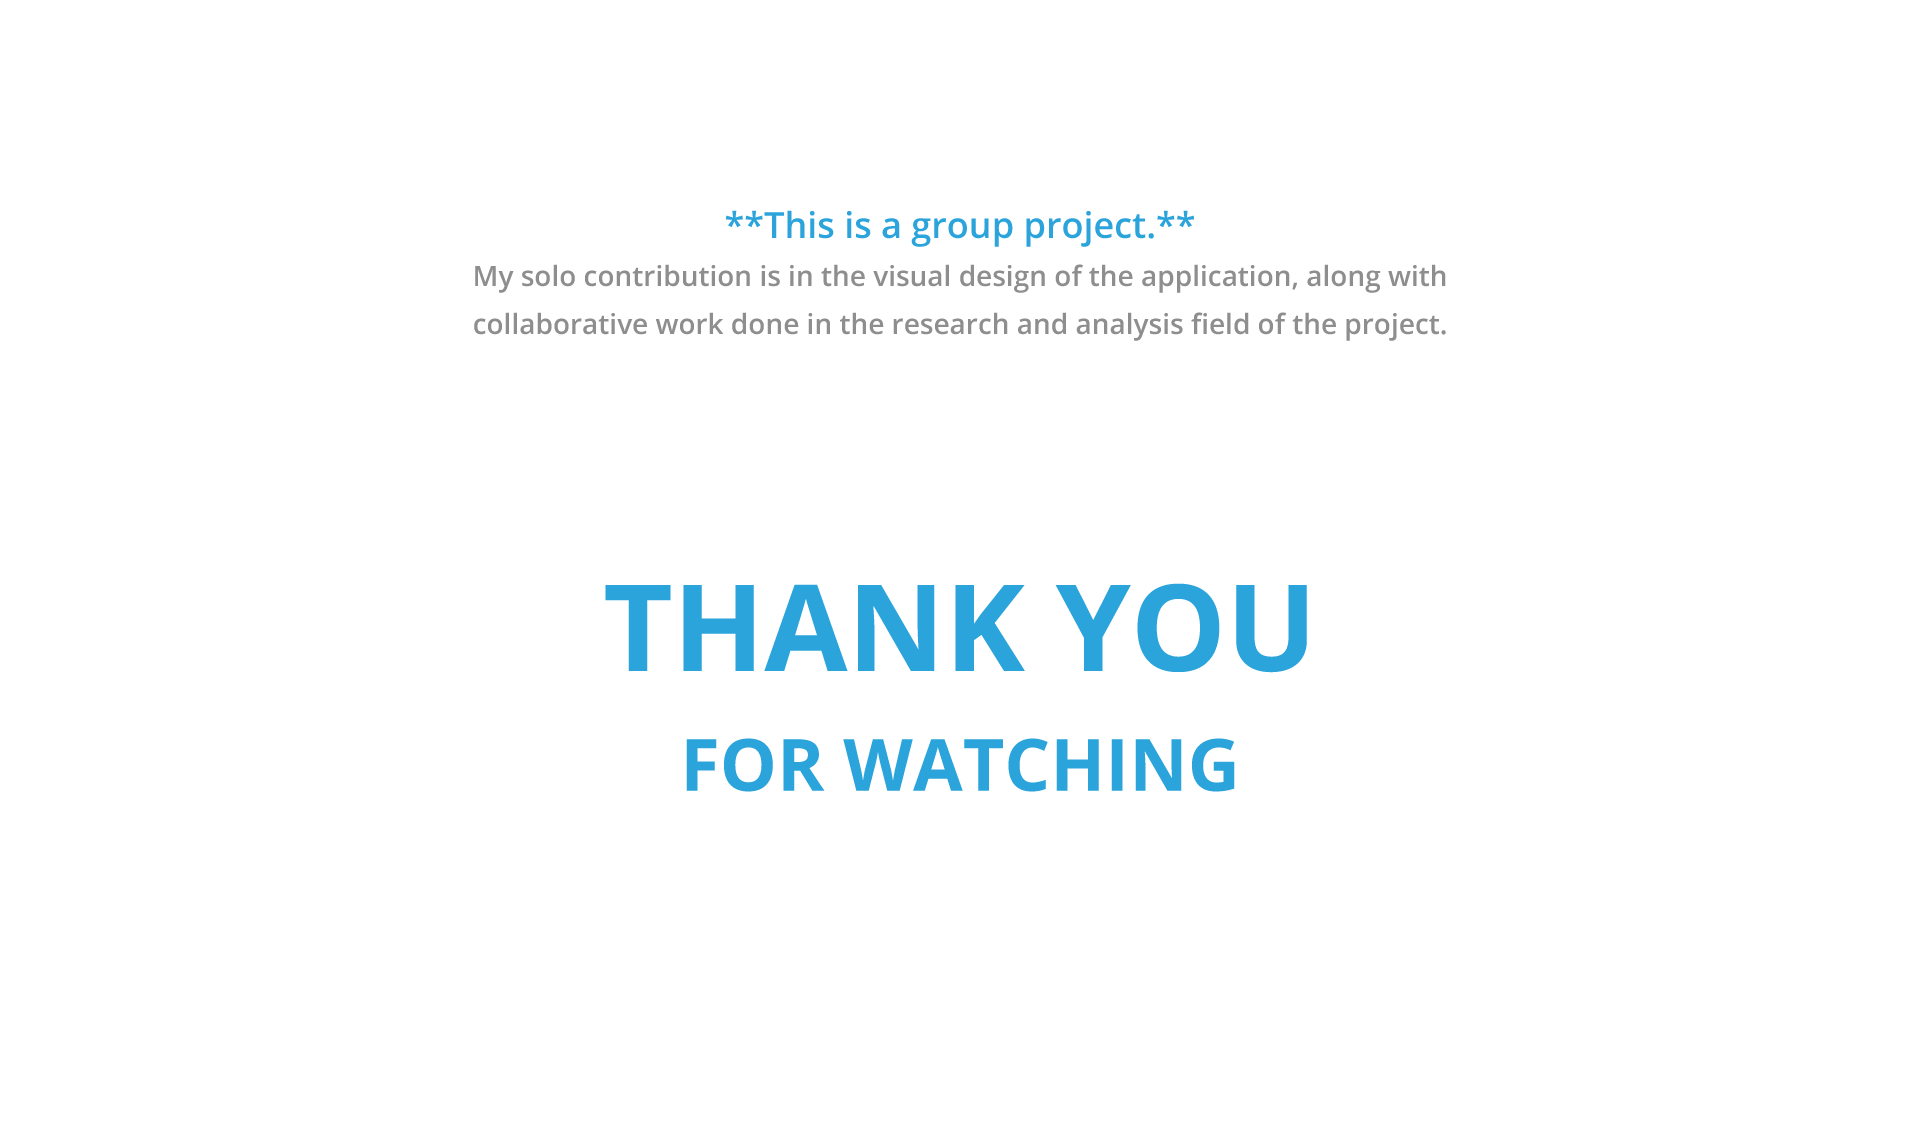 **This is a group project.**
My solo contribution is in the visual design of the application, along with
collaborative work done in the research and analysis field of the project.
THANK YOU
FOR WATCHING